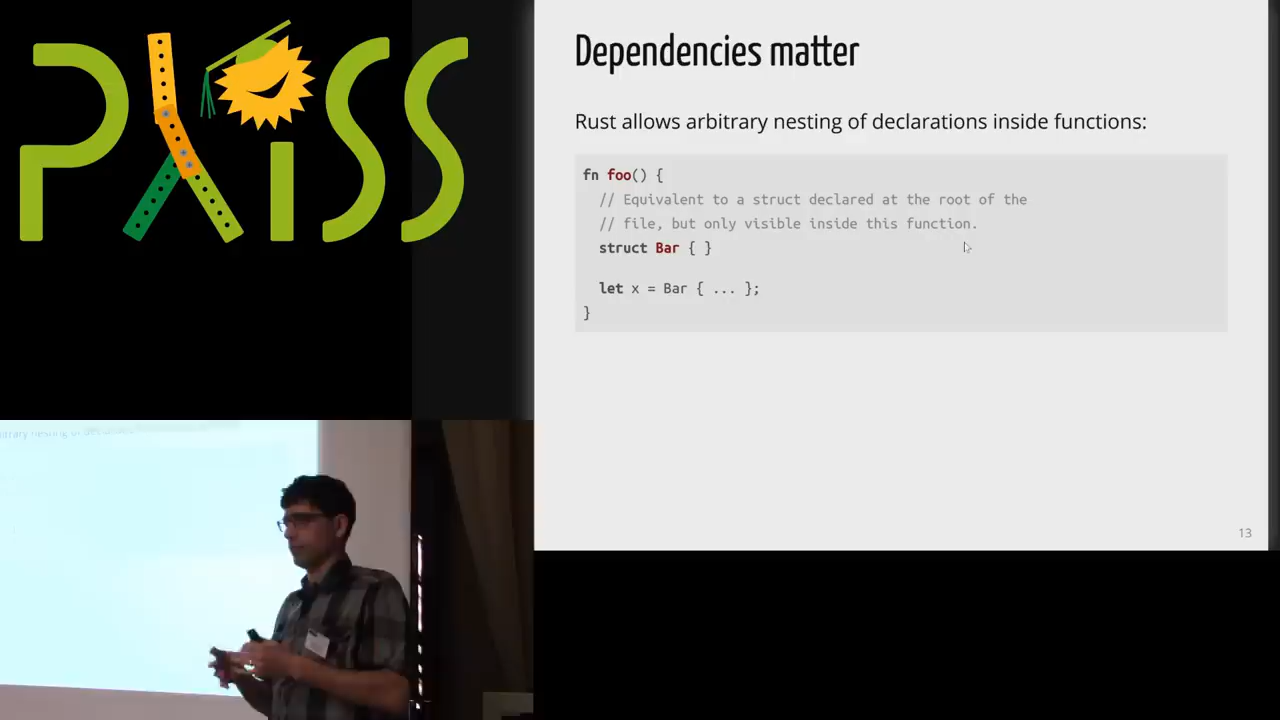 PLISS
Dependencies matter
Rust allows arbitrary nesting of declarations inside functions:
fn foo() {
// Equivalent to a struct declared at the root of the
// file, but only visible inside this function.
struct Bar { }
let x = Bar { ... };
}
13